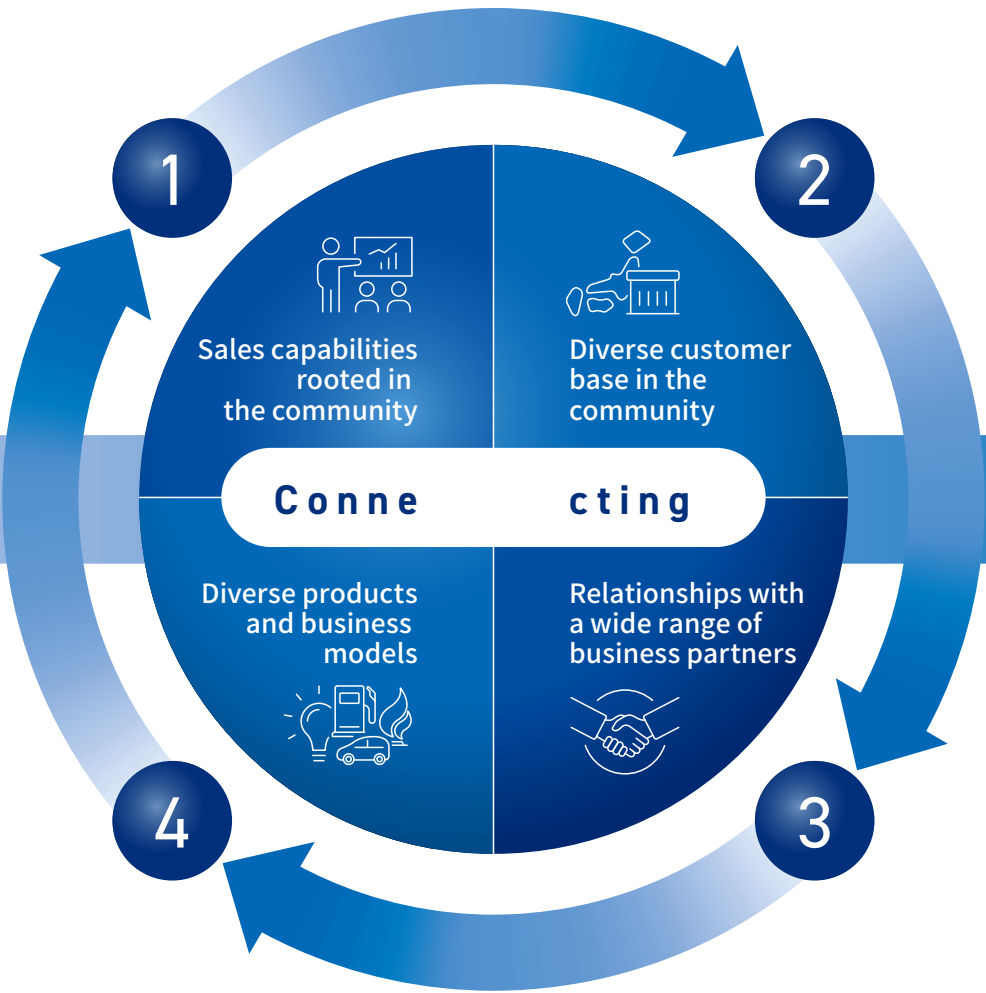 1
Sales capabilities
rooted in
the community
2
Diverse customer
base in the
community
Conne cting
Diverse products
and business
models
4
Relationships with
a wide range of
business partners
3